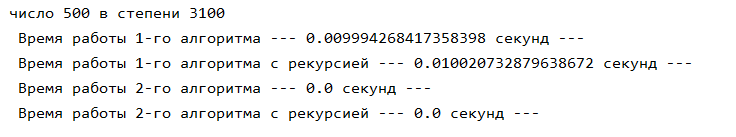 число 500 в степени 3100
Время работы 1-го алгоритма --- 0.009994268417358398 секунд ---
Время работы 1-го алгоритма с рекурсией --- 0.010020732879638672 секунд ---
Время работы 2-го алгоритма --- 0.0 секунд ---
Время работы 2-го алгоритма с рекурсией --- 0.0 секунд ---